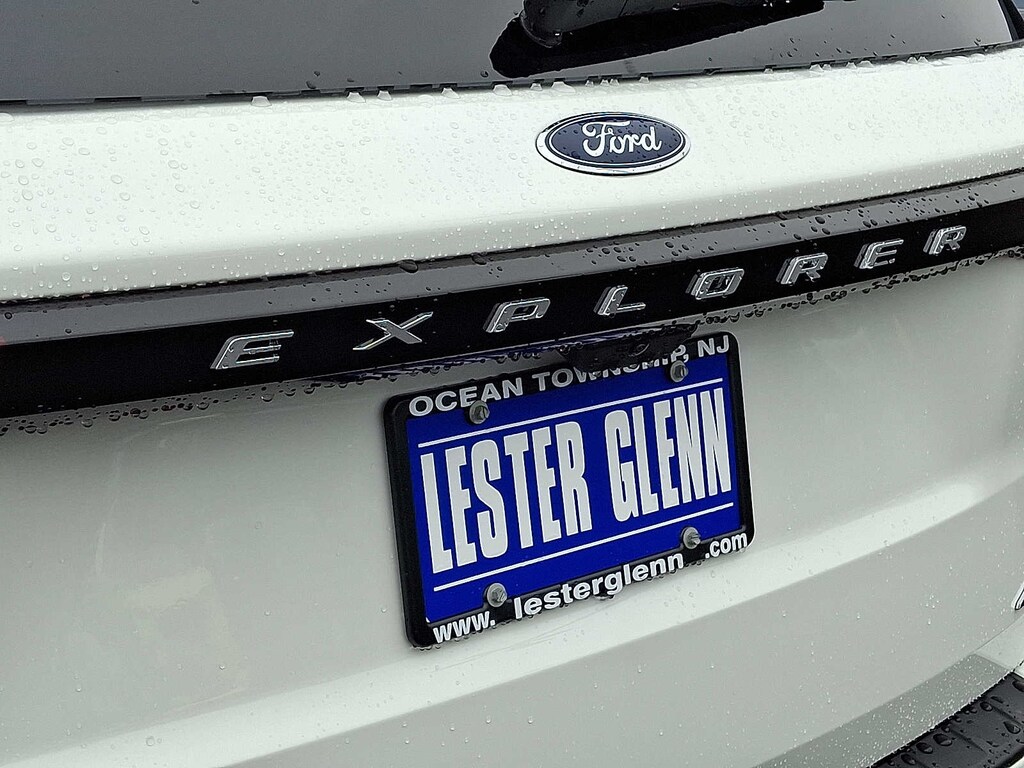 Ford
EXPLORER
OCEAN TOWNSHIP, NJ
LESTER GLENN
www.lesterglenn.com